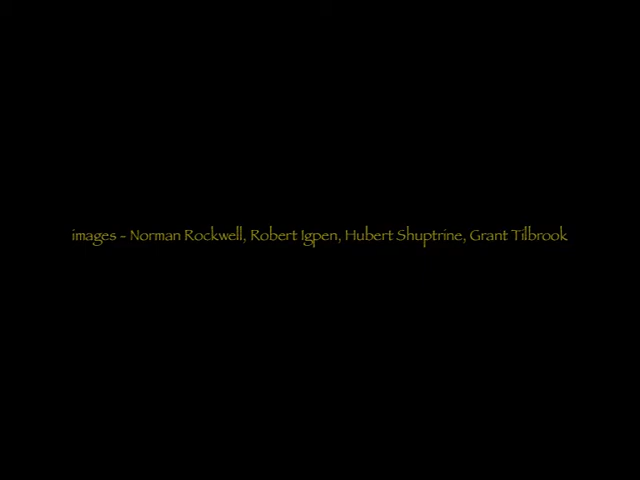 images - Norman Rockwell, Robert Igpen, Hubert Shuptrine, Grant Tilbrook